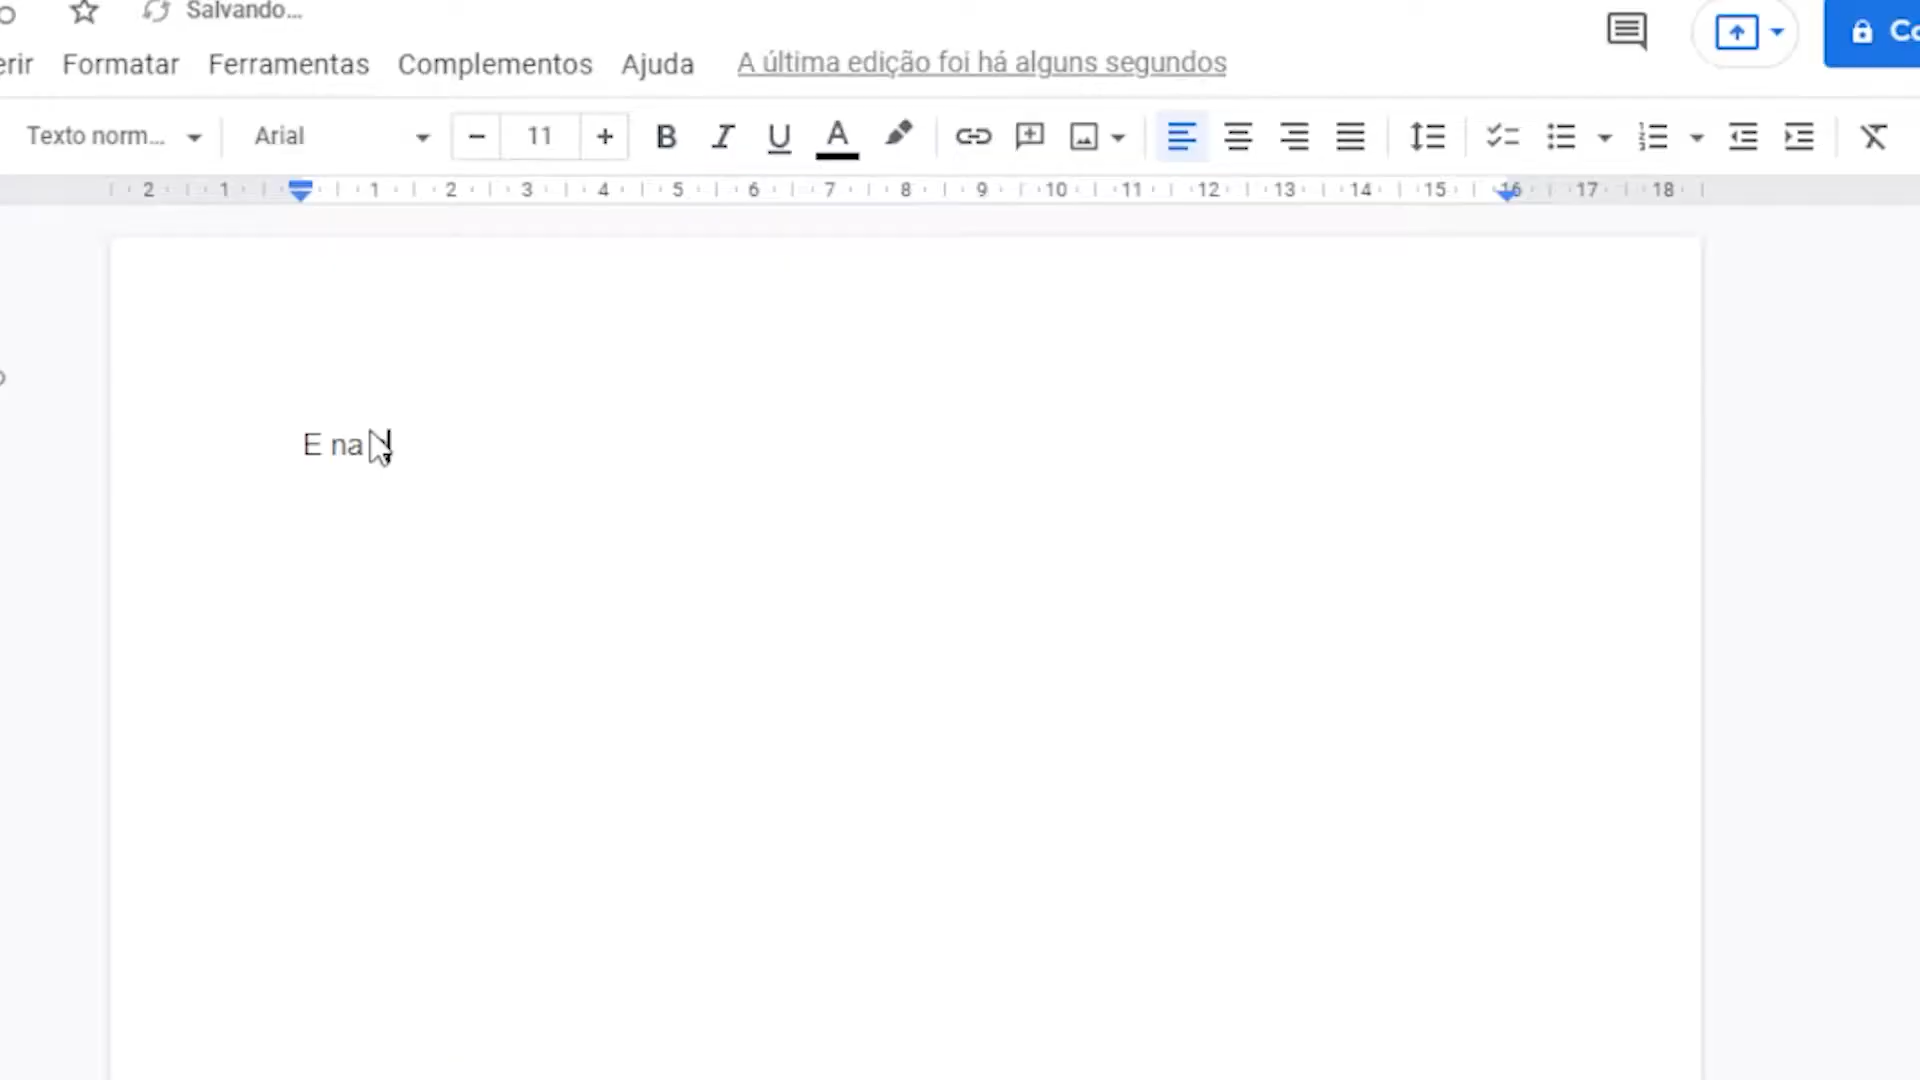 Salvando...
erir Formatar Ferramentas Complementos Ajuda A última edição foi há alguns segundos
Co
Texto norm... Arial 11 B I U A
2 1 1 2 3 4 5 6 7 8 9 10 11 12 13 14 15 16 17 18
E na